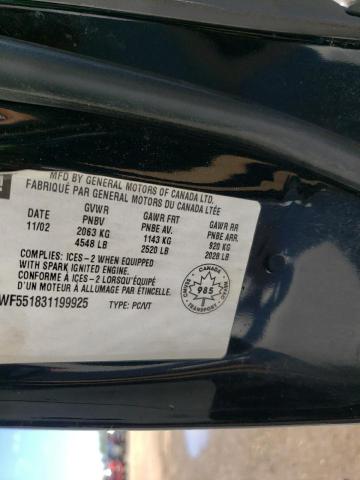 MFD BY GENERAL MOTORS OF CANADA LTD.
FABRIQUÉ PAR GENERAL MOTORS DU CANADA LTÉE
DATE GVWR GAWR FRT GAWR RR
PNBV PNBE AV. PNBE ARR.
11/02 2063 KG 1143 KG 920 KG
4548 LB 2520 LB 2028 LB
COMPLIES: ICES-2 WHEN EQUIPPED
WITH SPARK IGNITED ENGINE.
CONFORME À ICES-2 LORSQU'ÉQUIPÉ
D'UN MOTEUR À ALLUMAGE PAR ÉTINCELLE.
WF551831199925 TYPE: PC/VT
CANADA
985